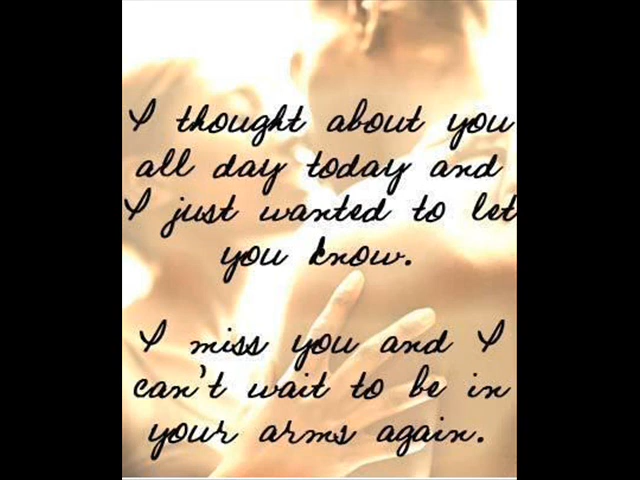 I thought about you
all day today and
I just wanted to let
you know.
I miss you and I
can't wait to be in
your arms again.